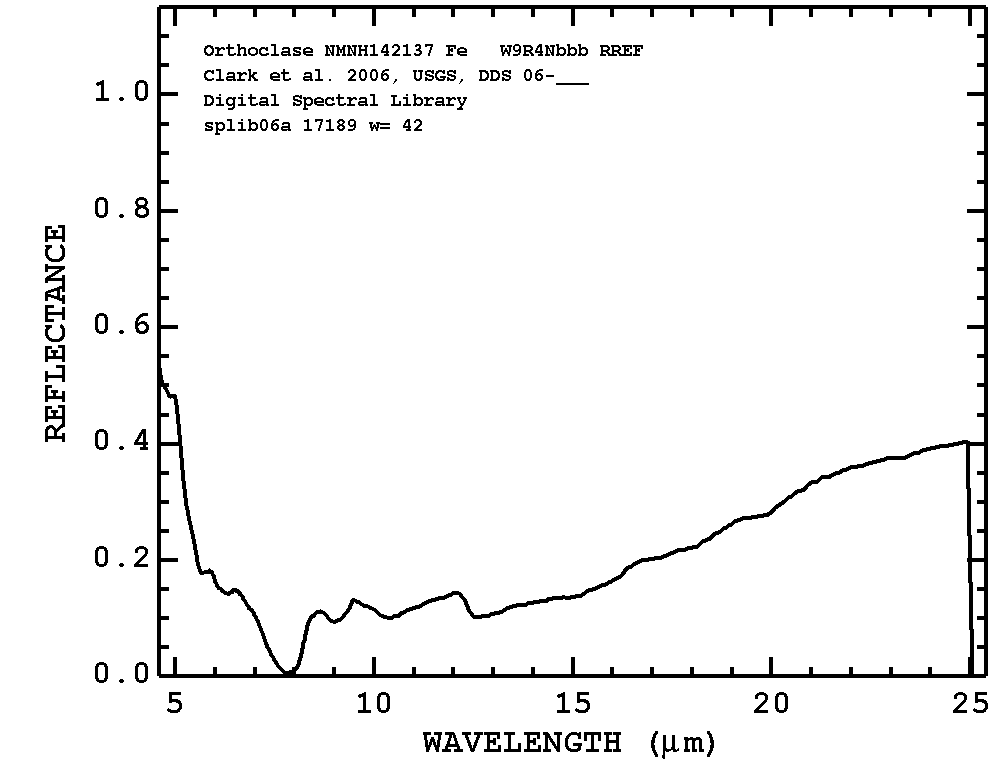 Orthoclase NMNH142137 Fe   W9R4Nbbb RREF
Clark et al. 2006, USGS, DDS 06-___
Digital Spectral Library
splib06a 17189 w= 42
1.0
0.8
0.6
0.4
0.2
0.0
REFLECTANCE
5 10 15 20 25
WAVELENGTH (μm)